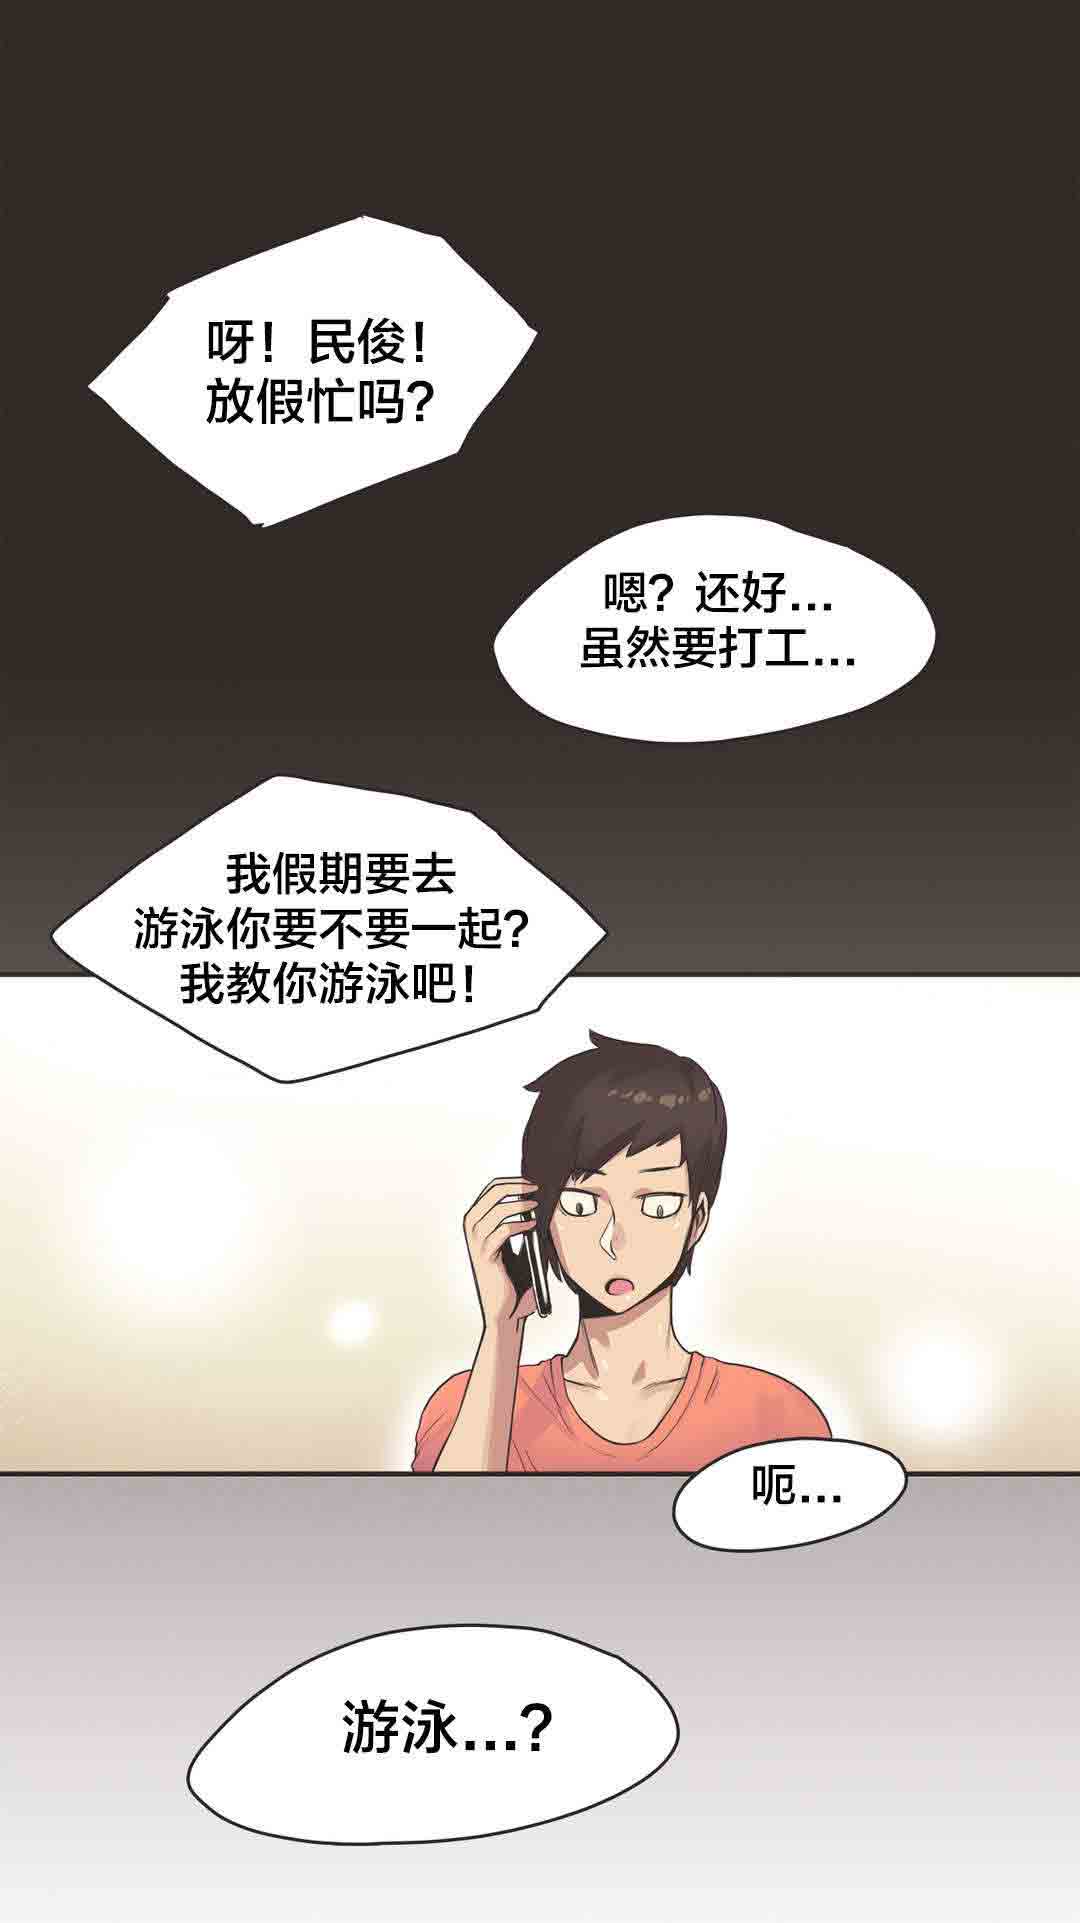 呀！民俊！
放假忙吗？
嗯？还好...
虽然要打工...
我假期要去
游泳你要不要一起？
我教你游泳吧！
呃...
游泳...？